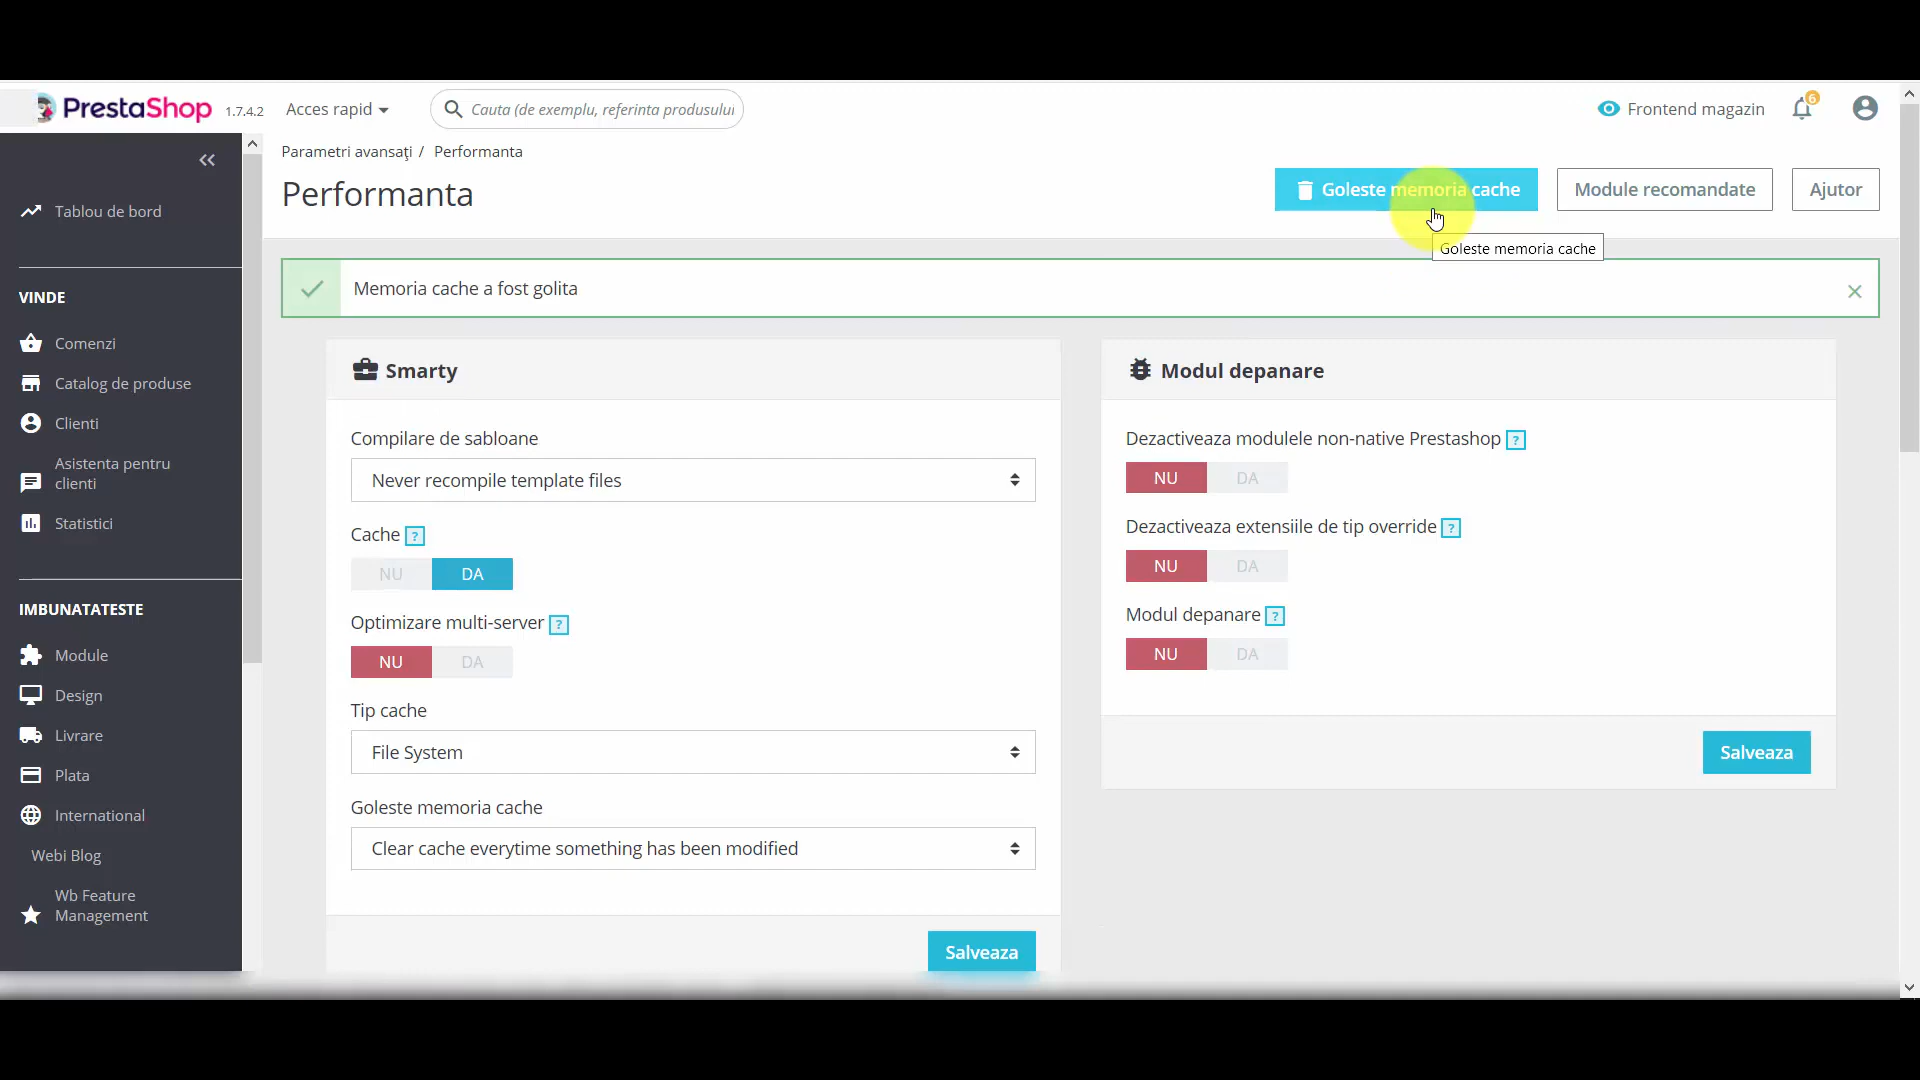 PrestaShop 1.7.4.2 Acces rapid Cauta (de exemplu, referinta produsului Frontend magazin 6
Parametri avansaţi / Performanta
Performanta
Goleste memoria cache Module recomandate Ajutor
Goleste memoria cache
Memoria cache a fost golita
Tablou de bord
VINDE
Comenzi
Catalog de produse
Clienti
Asistenta pentru
clienti
Statistici
IMBUNATATESTE
Module
Design
Livrare
Plata
International
Webi Blog
Wb Feature
Management
Smarty
Compilare de sabloane
Never recompile template files
Cache ?
NU DA
Optimizare multi-server ?
NU DA
Tip cache
File System
Goleste memoria cache
Clear cache everytime something has been modified
Salveaza
Modul depanare
Dezactiveaza modulele non-native Prestashop ?
NU DA
Dezactiveaza extensiile de tip override ?
NU DA
Modul depanare ?
NU DA
Salveaza